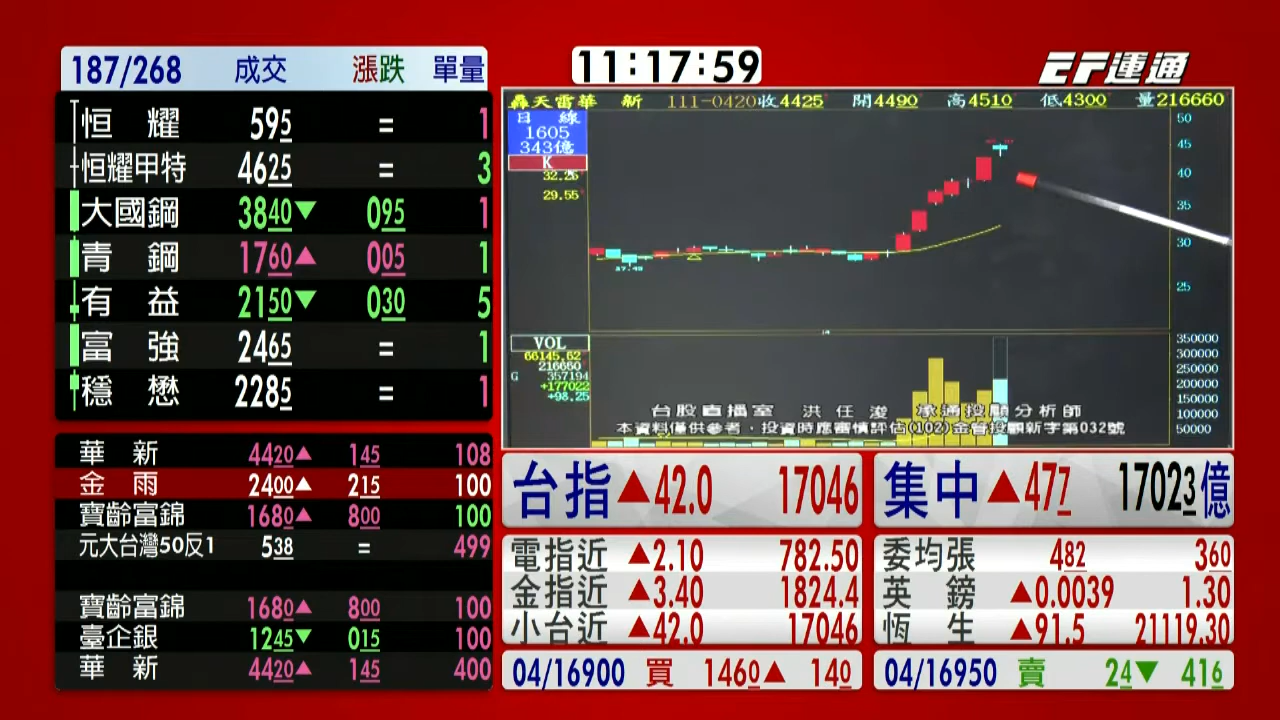 187/268 成交 漲跌 單量
恒耀 595 = 1
恒耀甲特 4625 = 3
大國鋼 3840▼ 095 1
青鋼 1760▲ 005 1
有益 2150▼ 030 5
富強 2465 = 1
穩懋 2285 = 1
華新 4420▲ 145 108
金雨 2400▲ 215 100
寶齡富錦 1680▲ 800 100
元大台灣50反1 538 = 499
寶齡富錦 1680▲ 800 100
臺企銀 1245▼ 015 100
華新 4420▲ 145 400
11:17:59
EF運通
轟天雷華 新 111-0420收4425 開4490 高4510 低4300 量216660
日線
1605
343億
K
32.25
29.55
37.43
50
45
40
35
30
25
VOL
66145.62
216660
G 357194
+177022
+98.25
350000
300000
250000
200000
150000
100000
50000
台股直播室 洪任浚 承通投顧分析師
本資料僅供參考，投資時應審慎評估(102)金管投顧新字第032號
台指▲42.0 17046
集中▲477 17023億
電指近 ▲2.10 782.50
金指近 ▲3.40 1824.4
小台近 ▲42.0 17046
委均張 482 360
英鎊 ▲0.0039 1.30
恆生 ▲91.5 21119.30
04/16900 買 1460▲ 140
04/16950 賣 24▼ 416